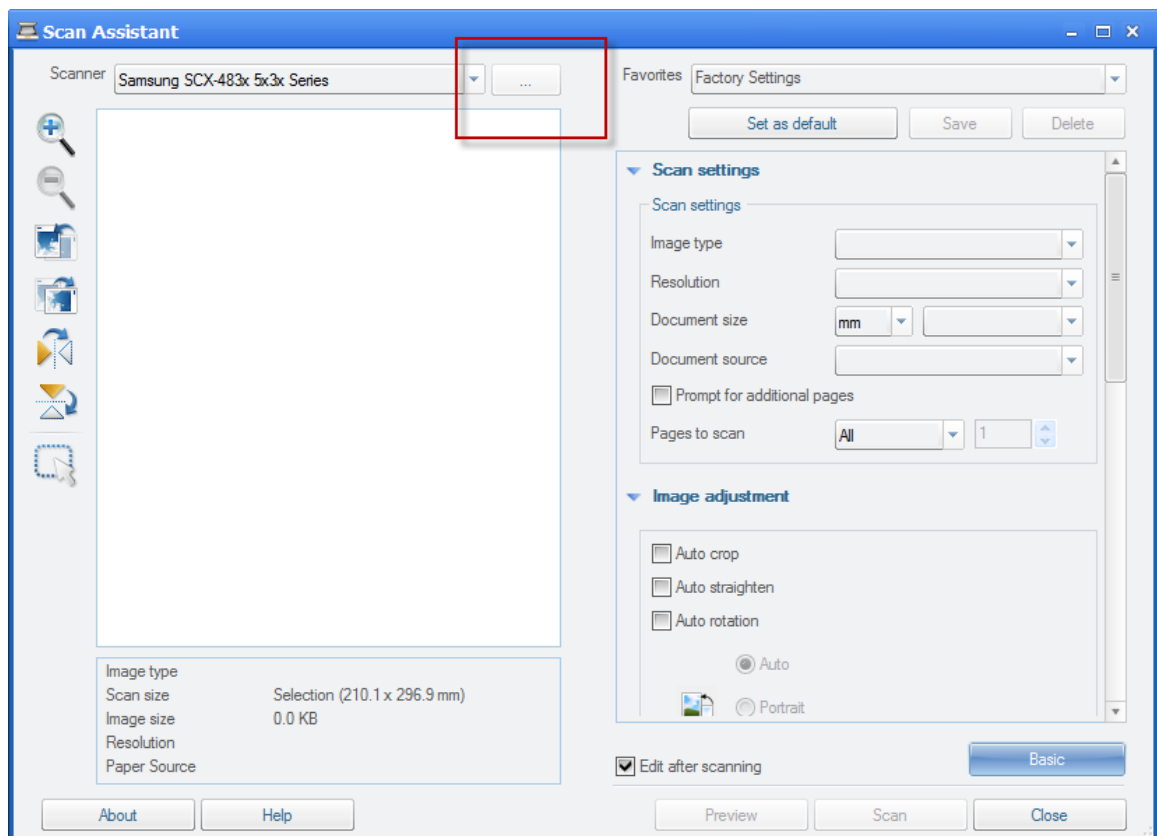 Scan Assistant
Scanner Samsung SCX-483x 5x3x Series ...
Favorites Factory Settings
Set as default Save Delete
Scan settings
Scan settings
Image type
Resolution
Document size mm
Document source
Prompt for additional pages
Pages to scan All 1
Image adjustment
Auto crop
Auto straighten
Auto rotation
Auto
Portrait
Image type
Scan size Selection (210.1 x 296.9 mm)
Image size 0.0 KB
Resolution
Paper Source
Edit after scanning Basic
About Help Preview Scan Close